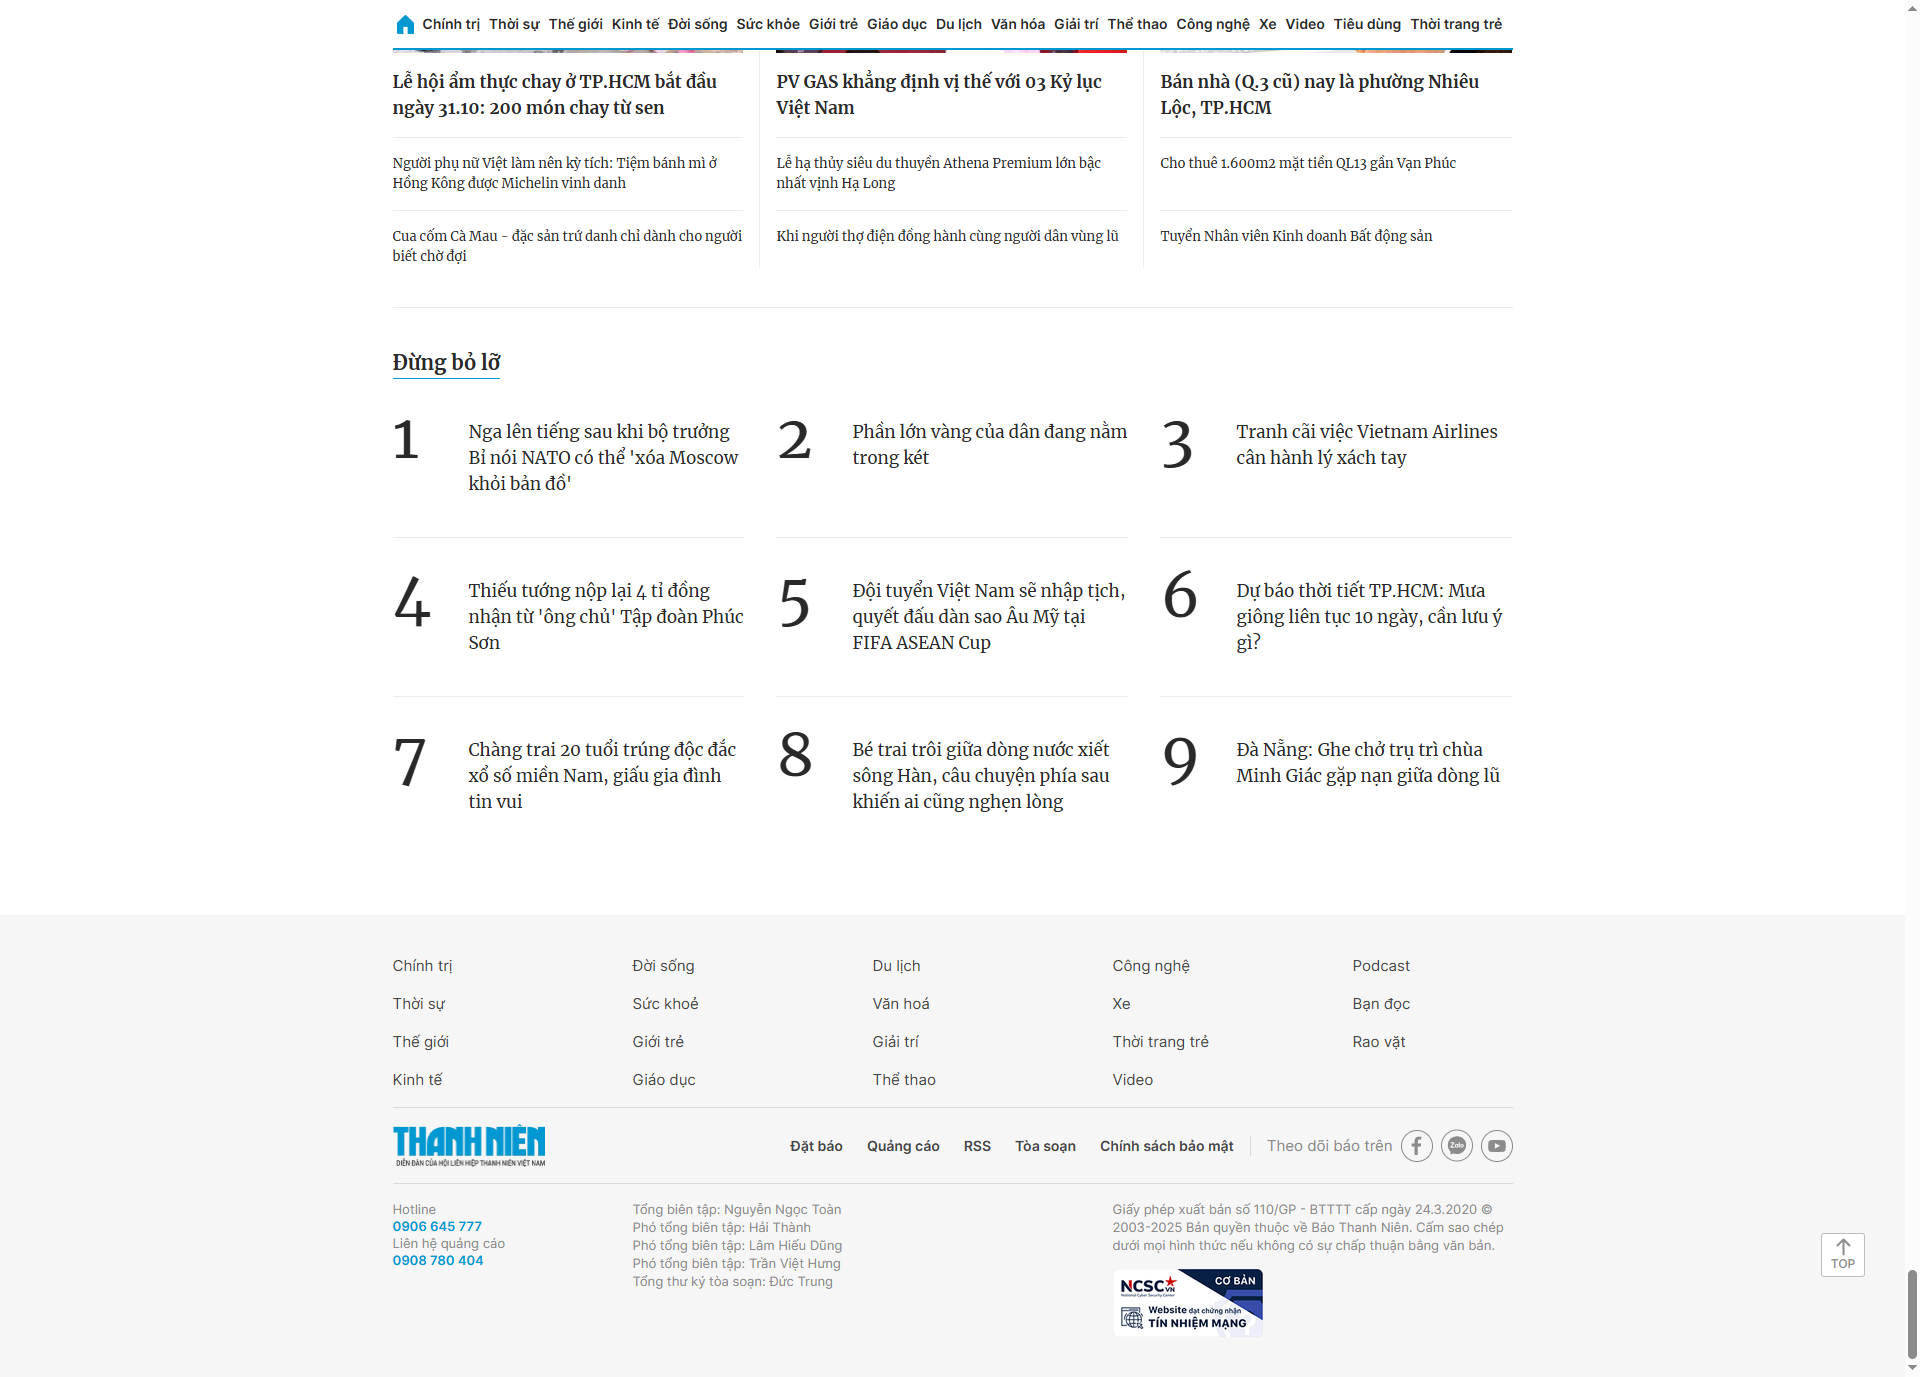 Chính trị Thời sự Thế giới Kinh tế Đời sống Sức khỏe Giới trẻ Giáo dục Du lịch Văn hóa Giải trí Thể thao Công nghệ Xe Video Tiêu dùng Thời trang trẻ
Lễ hội ẩm thực chay ở TP.HCM bắt đầu
ngày 31.10: 200 món chay từ sen
Người phụ nữ Việt làm nên kỳ tích: Tiệm bánh mì ở
Hồng Kông được Michelin vinh danh
Cua cốm Cà Mau - đặc sản trứ danh chỉ dành cho người
biết chờ đợi
PV GAS khẳng định vị thế với 03 Kỷ lục
Việt Nam
Lễ hạ thủy siêu du thuyền Athena Premium lớn bậc
nhất vịnh Hạ Long
Khi người thợ điện đồng hành cùng người dân vùng lũ
Bán nhà (Q.3 cũ) nay là phường Nhiêu
Lộc, TP.HCM
Cho thuê 1.600m2 mặt tiền QL13 gần Vạn Phúc
Tuyển Nhân viên Kinh doanh Bất động sản
Đừng bỏ lỡ
1
Nga lên tiếng sau khi bộ trưởng
Bỉ nói NATO có thể 'xóa Moscow
khỏi bản đồ'
2
Phần lớn vàng của dân đang nằm
trong két
3
Tranh cãi việc Vietnam Airlines
cân hành lý xách tay
4
Thiếu tướng nộp lại 4 tỉ đồng
nhận từ 'ông chủ' Tập đoàn Phúc
Sơn
5
Đội tuyển Việt Nam sẽ nhập tịch,
quyết đấu dàn sao Âu Mỹ tại
FIFA ASEAN Cup
6
Dự báo thời tiết TP.HCM: Mưa
giông liên tục 10 ngày, cần lưu ý
gì?
7
Chàng trai 20 tuổi trúng độc đắc
xổ số miền Nam, giấu gia đình
tin vui
8
Bé trai trôi giữa dòng nước xiết
sông Hàn, câu chuyện phía sau
khiến ai cũng nghẹn lòng
9
Đà Nẵng: Ghe chở trụ trì chùa
Minh Giác gặp nạn giữa dòng lũ
Chính trị
Thời sự
Thế giới
Kinh tế
Đời sống
Sức khoẻ
Giới trẻ
Giáo dục
Du lịch
Văn hoá
Giải trí
Thể thao
Công nghệ
Xe
Thời trang trẻ
Video
Podcast
Bạn đọc
Rao vặt
THANH NIÊN
DIỄN ĐÀN CỦA HỘI LIÊN HIỆP THANH NIÊN VIỆT NAM
Đặt báo Quảng cáo RSS Tòa soạn Chính sách bảo mật Theo dõi báo trên
Zalo
Hotline
0906 645 777
Liên hệ quảng cáo
0908 780 404
Tổng biên tập: Nguyễn Ngọc Toàn
Phó tổng biên tập: Hải Thành
Phó tổng biên tập: Lâm Hiếu Dũng
Phó tổng biên tập: Trần Việt Hưng
Tổng thư ký tòa soạn: Đức Trung
Giấy phép xuất bản số 110/GP - BTTTT cấp ngày 24.3.2020 ©
2003-2025 Bản quyền thuộc về Báo Thanh Niên. Cấm sao chép
dưới mọi hình thức nếu không có sự chấp thuận bằng văn bản.
NCSC VN CƠ BẢN
National Cyber Security Center
Website đạt chứng nhận
TÍN NHIỆM MẠNG
TOP